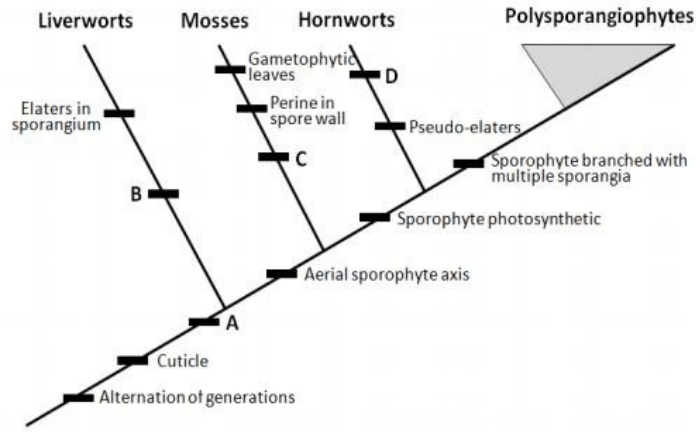 Liverworts
Mosses
Hornworts
Polysporangiophytes
Gametophytic
leaves
D
Elaters in
sporangium
Perine in
spore wall
Pseudo-elaters
C
Sporophyte branched with
multiple sporangia
B
Sporophyte photosynthetic
Aerial sporophyte axis
A
Cuticle
Alternation of generations